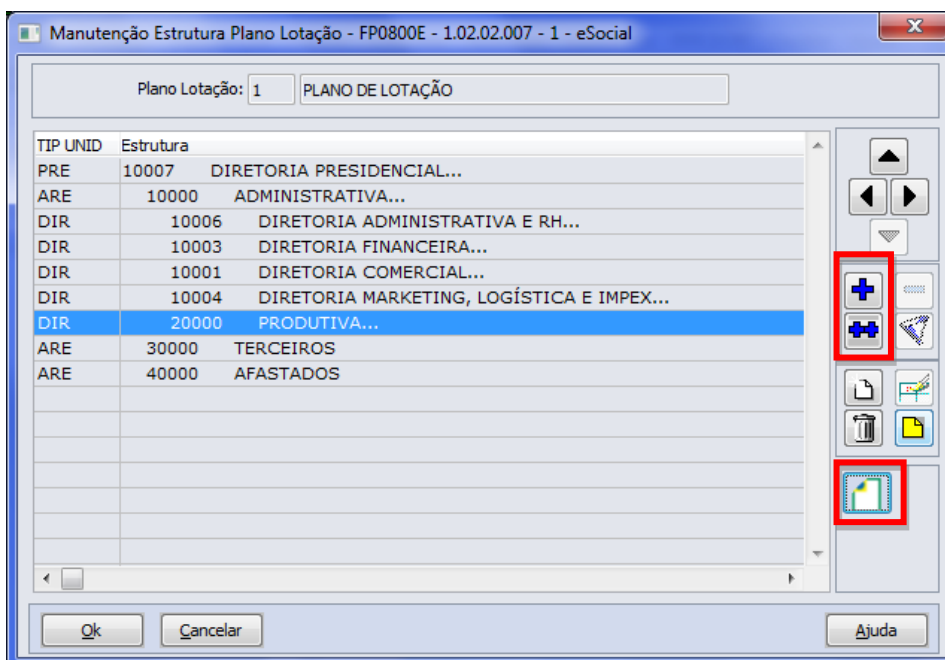 Manutenção Estrutura Plano Lotação - FP0800E - 1.02.02.007 - 1 - eSocial
Plano Lotação: 1 PLANO DE LOTAÇÃO
TIP UNID Estrutura
PRE 10007 DIRETORIA PRESIDENCIAL...
ARE 10000 ADMINISTRATIVA...
DIR 10006 DIRETORIA ADMINISTRATIVA E RH...
DIR 10003 DIRETORIA FINANCEIRA...
DIR 10001 DIRETORIA COMERCIAL...
DIR 10004 DIRETORIA MARKETING, LOGÍSTICA E IMPEX...
DIR 20000 PRODUTIVA...
ARE 30000 TERCEIROS
ARE 40000 AFASTADOS
Ok Cancelar Ajuda